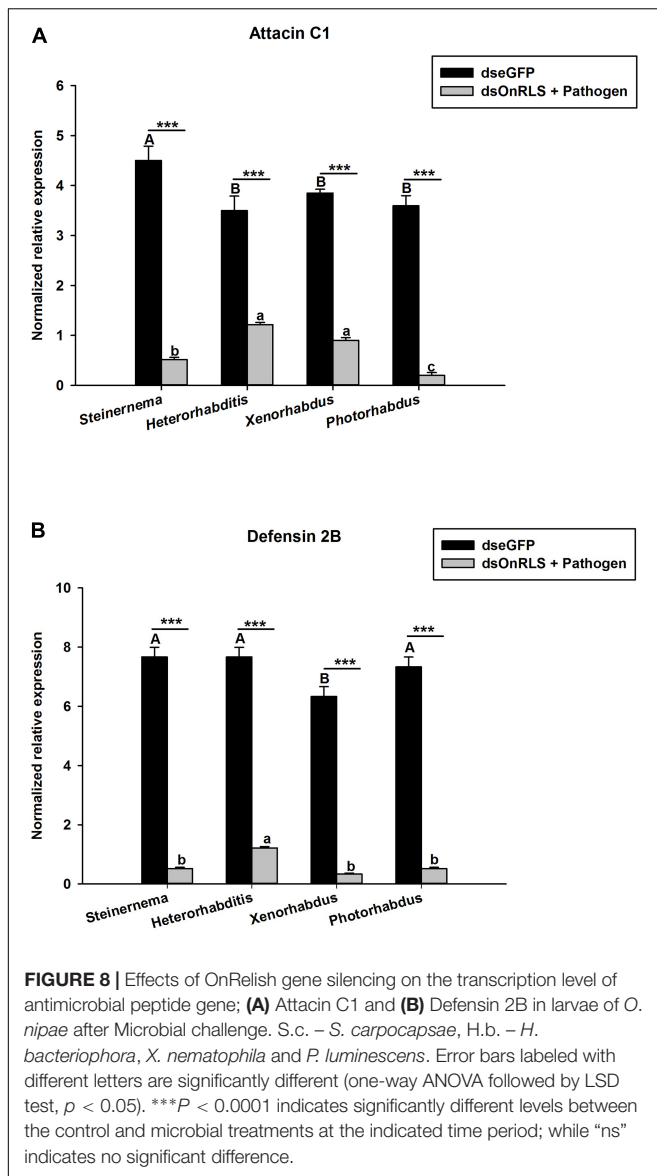 A
Attacin C1
dseGFP
dsOnRLS + Pathogen
Normalized relative expression
6
5
4
3
2
1
0
A
***
b
B
***
a
B
***
a
B
***
c
Steinernema
Heterorhabditis
Xenorhabdus
Photorhabdus
B
Defensin 2B
dseGFP
dsOnRLS + Pathogen
Normalized relative expression
10
8
6
4
2
0
A
***
b
A
***
a
B
***
b
A
***
b
Steinernema
Heterorhabditis
Xenorhabdus
Photorhabdus
FIGURE 8 | Effects of OnRelish gene silencing on the transcription level of
antimicrobial peptide gene; (A) Attacin C1 and (B) Defensin 2B in larvae of O.
nipae after Microbial challenge. S.c. – S. carpocapsae, H.b. – H.
bacteriophora, X. nematophila and P. luminescens. Error bars labeled with
different letters are significantly different (one-way ANOVA followed by LSD
test, p < 0.05). ***P < 0.0001 indicates significantly different levels between
the control and microbial treatments at the indicated time period; while “ns”
indicates no significant difference.